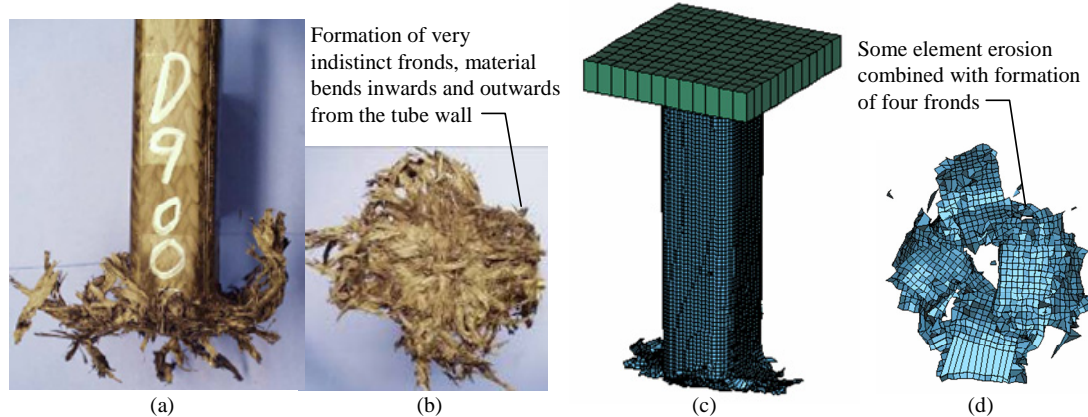 Formation of very
indistinct fronds, material
bends inwards and outwards
from the tube wall
Some element erosion
combined with formation
of four fronds
D900
(a)
(b)
(c)
(d)